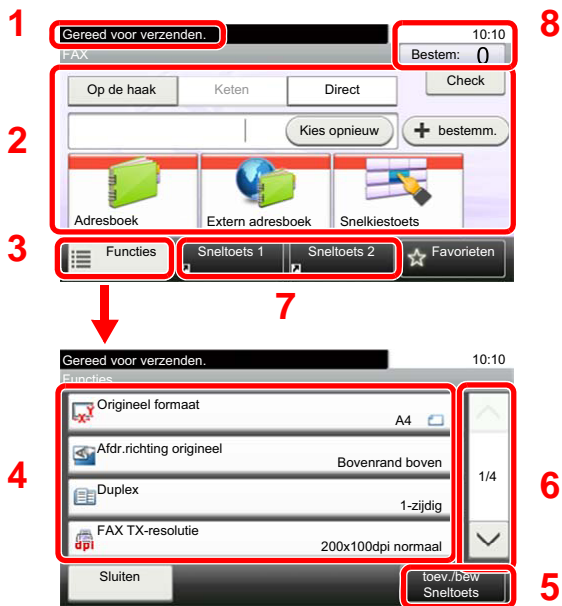 1
Gereed voor verzenden.
10:10
8
FAX
Bestem: 0
Op de haak
Keten
Direct
Check
2
Kies opnieuw
+ bestemm.
Adresboek
Extern adresboek
Snelkiestoets
3
Functies
Sneltoets 1
Sneltoets 2
Favorieten
7
Gereed voor verzenden.
10:10
Functies
4
Origineel formaat
A4
Afdr.richting origineel
Bovenrand boven
1/4
6
Duplex
1-zijdig
FAX TX-resolutie
dpi
200x100dpi normaal
Sluiten
toev./bew
Sneltoets
5